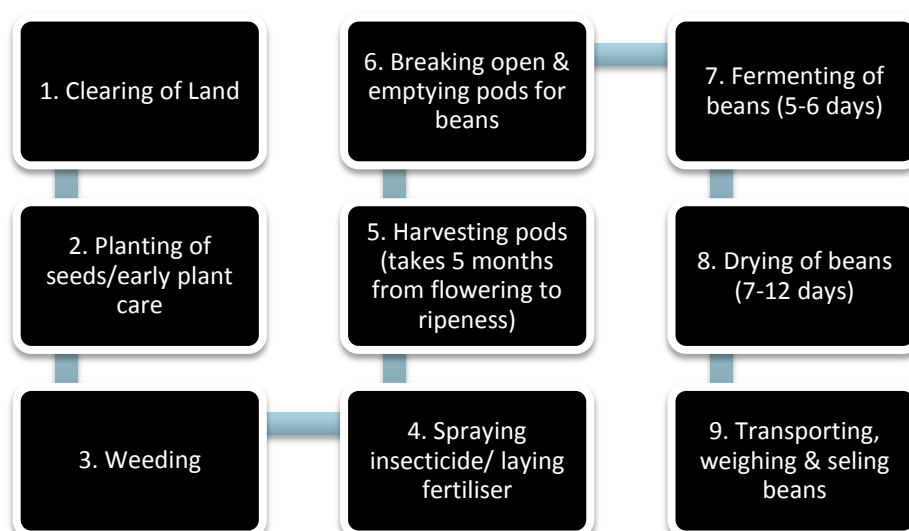 1. Clearing of Land
2. Planting of
seeds/early plant
care
3. Weeding
4. Spraying
insecticide/ laying
fertiliser
5. Harvesting pods
(takes 5 months
from flowering to
ripeness)
6. Breaking open &
emptying pods for
beans
7. Fermenting of
beans (5-6 days)
8. Drying of beans
(7-12 days)
9. Transporting,
weighing & seling
beans